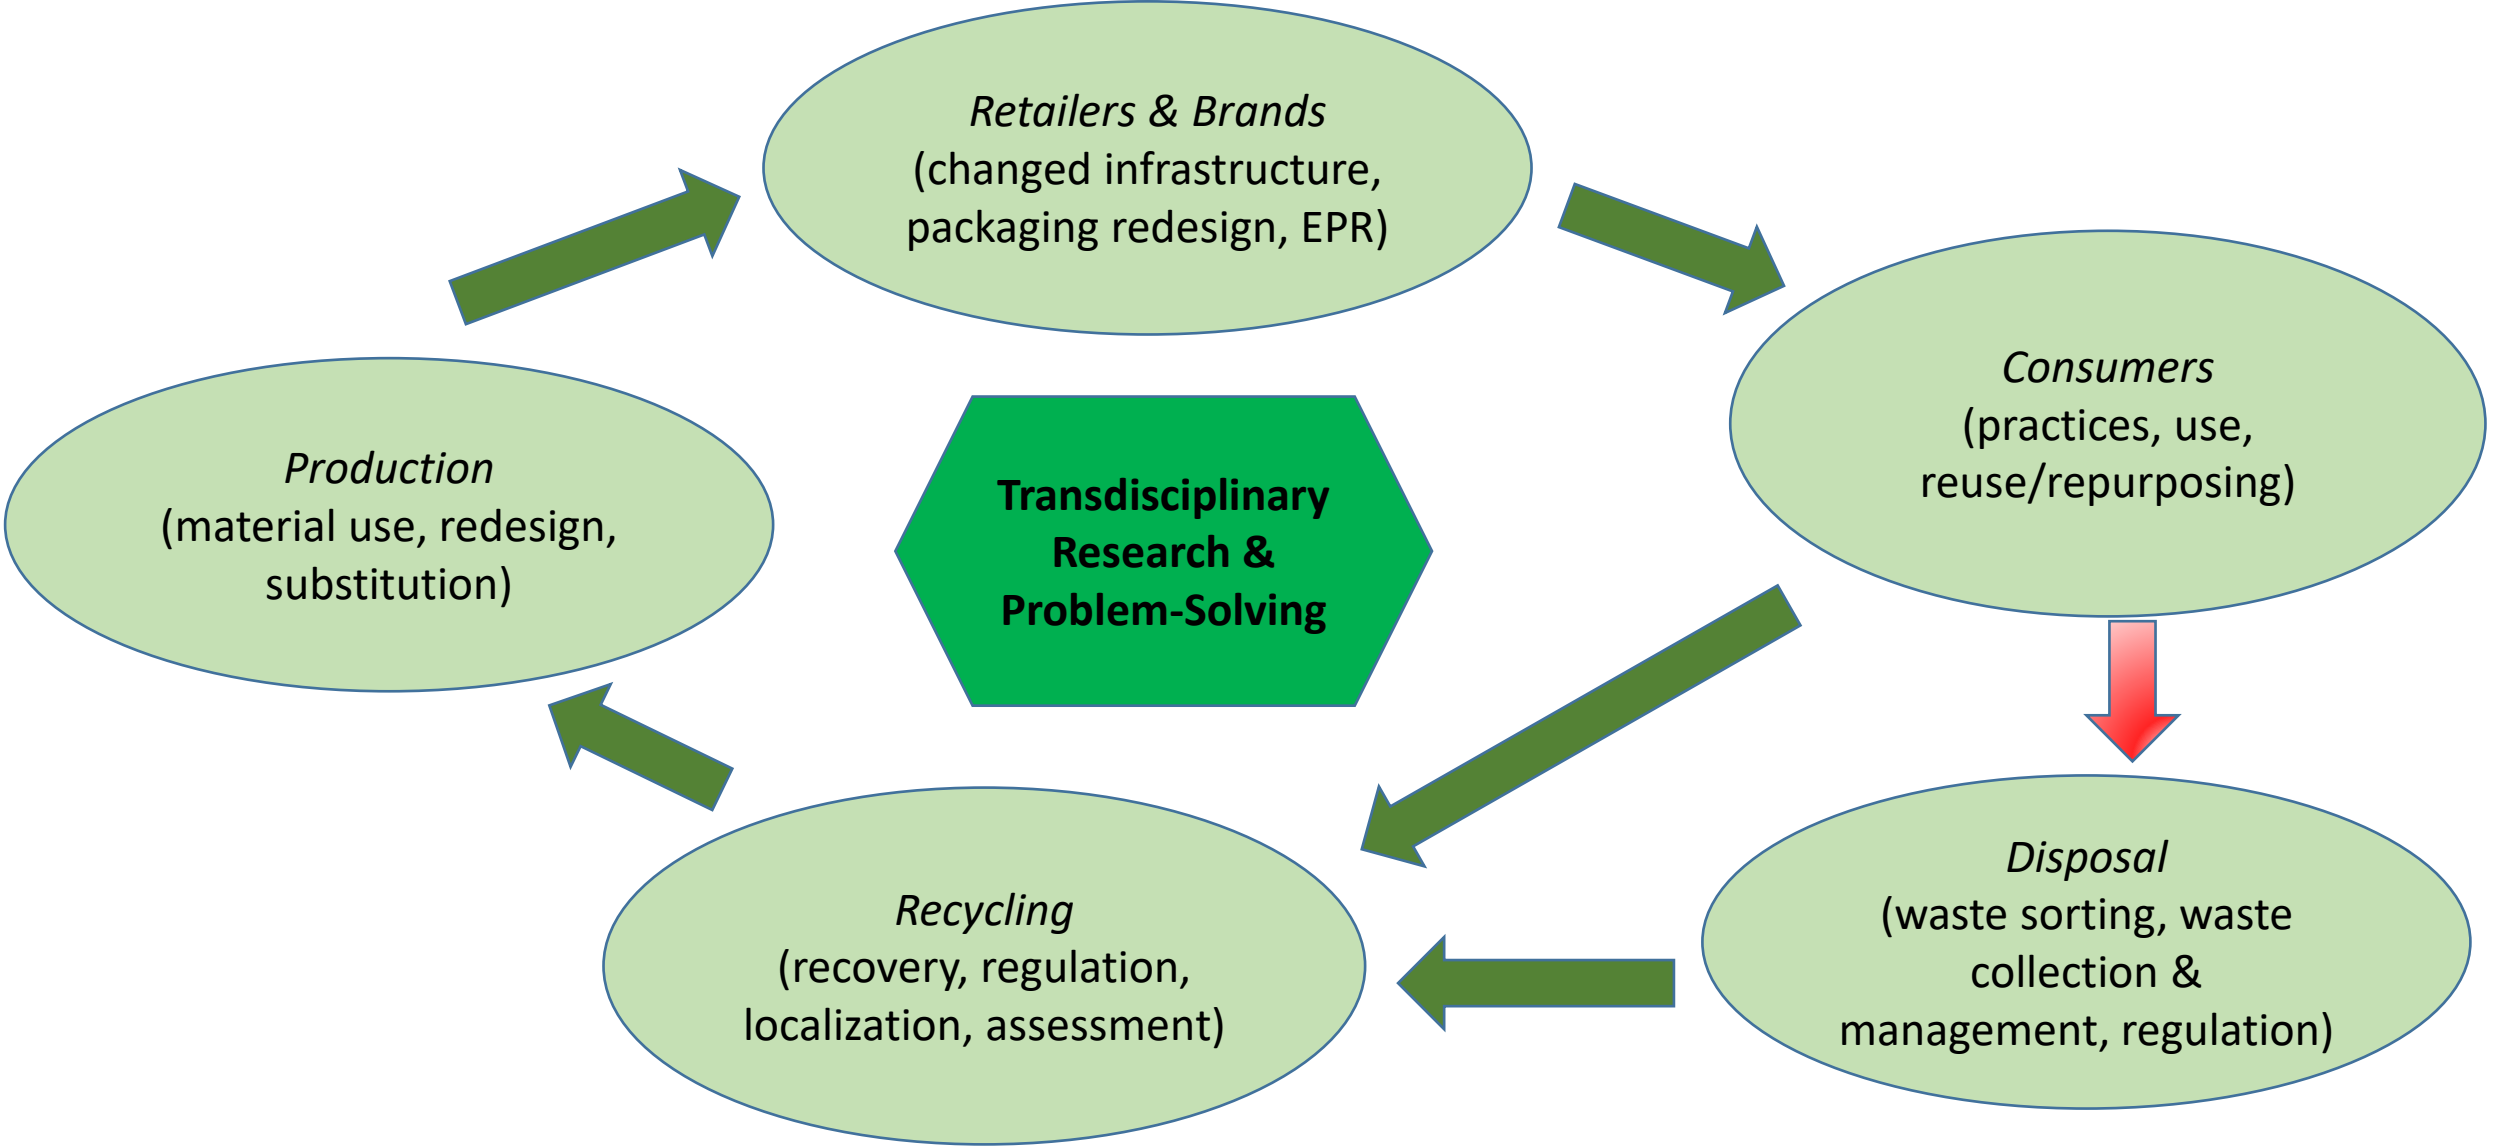 Retailers & Brands
(changed infrastructure,
packaging redesign, EPR)
Consumers
(practices, use,
reuse/repurposing)
Production
(material use, redesign,
substitution)
Transdisciplinary
Research &
Problem-Solving
Recycling
(recovery, regulation,
localization, assessment)
Disposal
(waste sorting, waste
collection &
management, regulation)